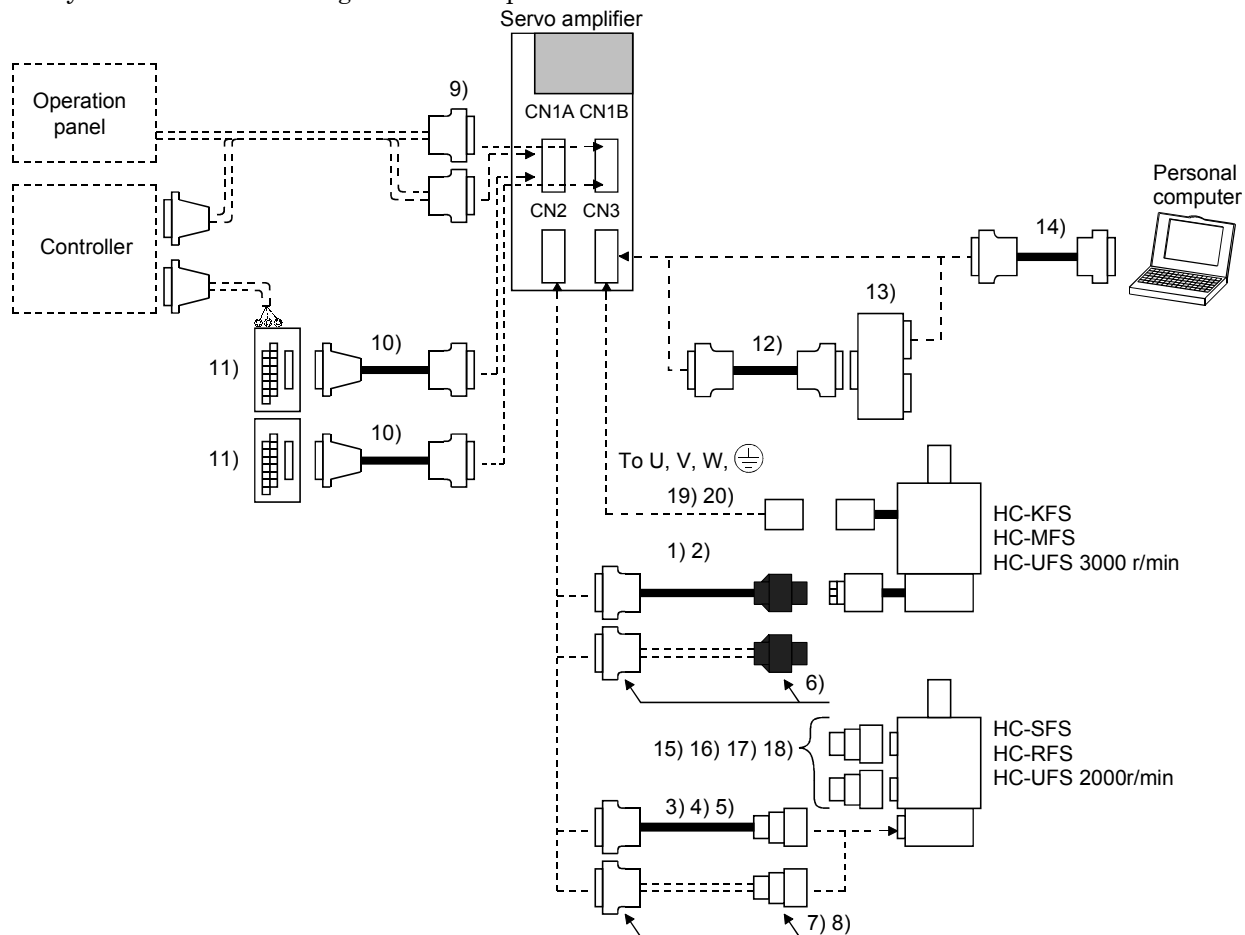 Servo amplifier
Operation
panel
9)
CN1A CN1B
Controller
CN2 CN3
Personal
computer
14)
13)
12)
11)
10)
11)
10)
To U, V, W,
19) 20)
HC-KFS
HC-MFS
HC-UFS 3000 r/min
1) 2)
6)
HC-SFS
HC-RFS
HC-UFS 2000r/min
15) 16) 17) 18)
3) 4) 5)
7) 8)